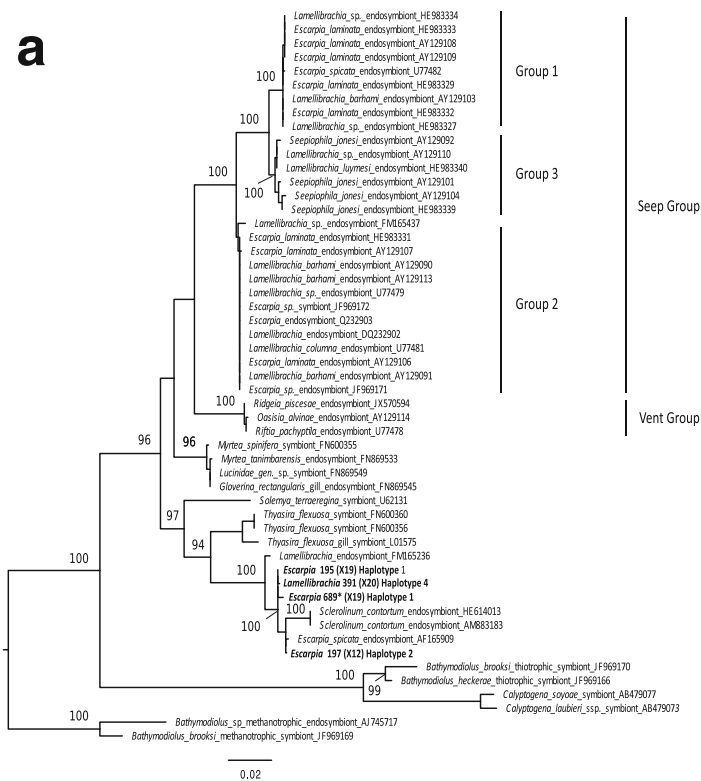 a
Lamellibrachia_sp._endosymbiont_HE983334
Escarpia_laminata_endosymbiont_HE983333
Escarpia_laminata_endosymbiont_AY129108
Escarpia_laminata_endosymbiont_AY129109
Escarpia_spicata_endosymbiont_U77482
100
Group 1
Escarpia_laminata_endosymbiont_HE983329
Lamellibrachia_barhami_endosymbiont_AY129103
Escarpia_laminata_endosymbiont_HE983332
100
Lamellibrachia_sp._endosymbiont_HE983327
Seepiophila_jonesi_endosymbiont_AY129092
Lamellibrachia_sp._endosymbiont_AY129110
100
Lamellibrachia_luymesi_endosymbiont_HE983340
Group 3
100
Seepiophila_jonesi_endosymbiont_AY129101
Seepiophila_jonesi_endosymbiont_AY129104
Seepiophila_jonesi_endosymbiont_HE983339
Seep Group
Lamellibrachia_sp._endosymbiont_FM165437
Escarpia_laminata_endosymbiont_HE983331
Escarpia_laminata_endosymbiont_AY129107
Lamellibrachia_barhami_endosymbiont_AY129090
Lamellibrachia_barhami_endosymbiont_AY129113
Lamellibrachia_sp._endosymbiont_U77479
Escarpia_sp._symbiont_JF969172
Group 2
Escarpia_endosymbiont_Q232903
Lamellibrachia_endosymbiont_DQ232902
Lamellibrachia_columna_endosymbiont_U77481
Escarpia_laminata_endosymbiont_AY129106
Lamellibrachia_barhami_endosymbiont_AY129091
Escarpia_sp._endosymbiont_JF969171
100
Ridgeia_piscesae_endosymbiont_JX570594
Oasisia_alvinae_endosymbiont_AY129114
Vent Group
Riftia_pachyptila_endosymbiont_U77478
96
96
Myrtea_spinifera_symbiont_FN600355
Myrtea_tanimbarensis_endosymbiont_FN869533
Lucinidae_gen._sp._symbiont_FN869549
Gloverina_rectangularis_gill_endosymbiont_FN869545
Solemya_terraeregina_symbiont_U62131
97
Thyasira_flexuosa_symbiont_FN600360
Thyasira_flexuosa_symbiont_FN600356
94
Thyasira_flexuosa_gill_symbiont_L01575
Lamellibrachia_endosymbiont_FM165236
100
100
Escarpia 195 (X19) Haplotype 1
Lamellibrachia 391 (X20) Haplotype 4
Escarpia 689* (X19) Haplotype 1
100
Sclerolinum_contortum_endosymbiont_HE614013
100
Sclerolinum_contortum_endosymbiont_AM883183
Escarpia_spicata_endosymbiont_AF165909
Escarpia 197 (X12) Haplotype 2
Bathymodiolus_brooksi_thiotrophic_symbiont_JF969170
100
99
Bathymodiolus_heckerae_thiotrophic_symbiont_JF969166
Calyptogena_soyoae_symbiont_AB479077
Calyptogena_laubieri_ssp._symbiont_AB479073
100
Bathymodiolus_sp_methanotrophic_endosymbiont_AJ745717
Bathymodiolus_brooksi_methanotrophic_symbiont_JF969169
0.02